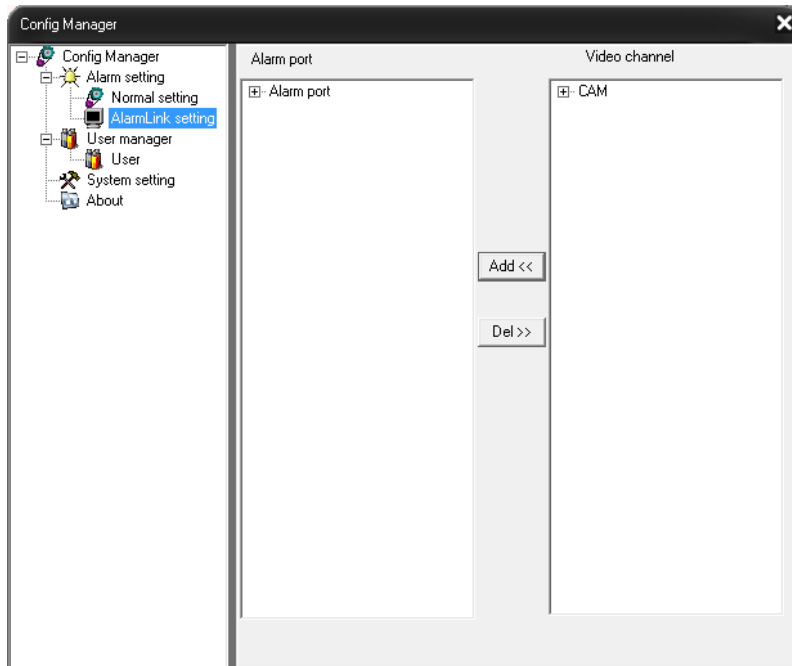 Config Manager
Config Manager
Alarm setting
Normal setting
AlarmLink setting
User manager
User
System setting
About
Alarm port
Video channel
Alarm port
CAM
Add <<
Del >>